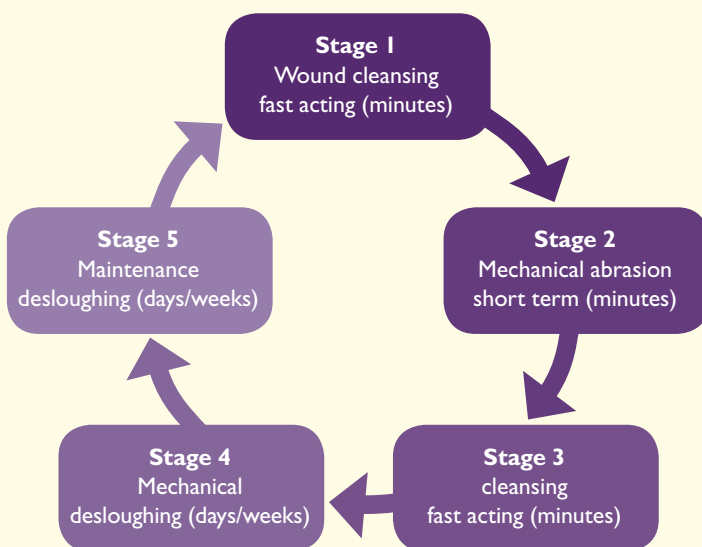 Stage 1
Wound cleansing
fast acting (minutes)
Stage 2
Mechanical abrasion
short term (minutes)
Stage 3
cleansing
fast acting (minutes)
Stage 4
Mechanical
desloughing (days/weeks)
Stage 5
Maintenance
desloughing (days/weeks)